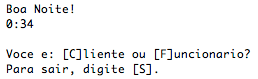 Boa Noite!
0:34
Voce e: [C]liente ou [F]uncionario?
Para sair, digite [S].